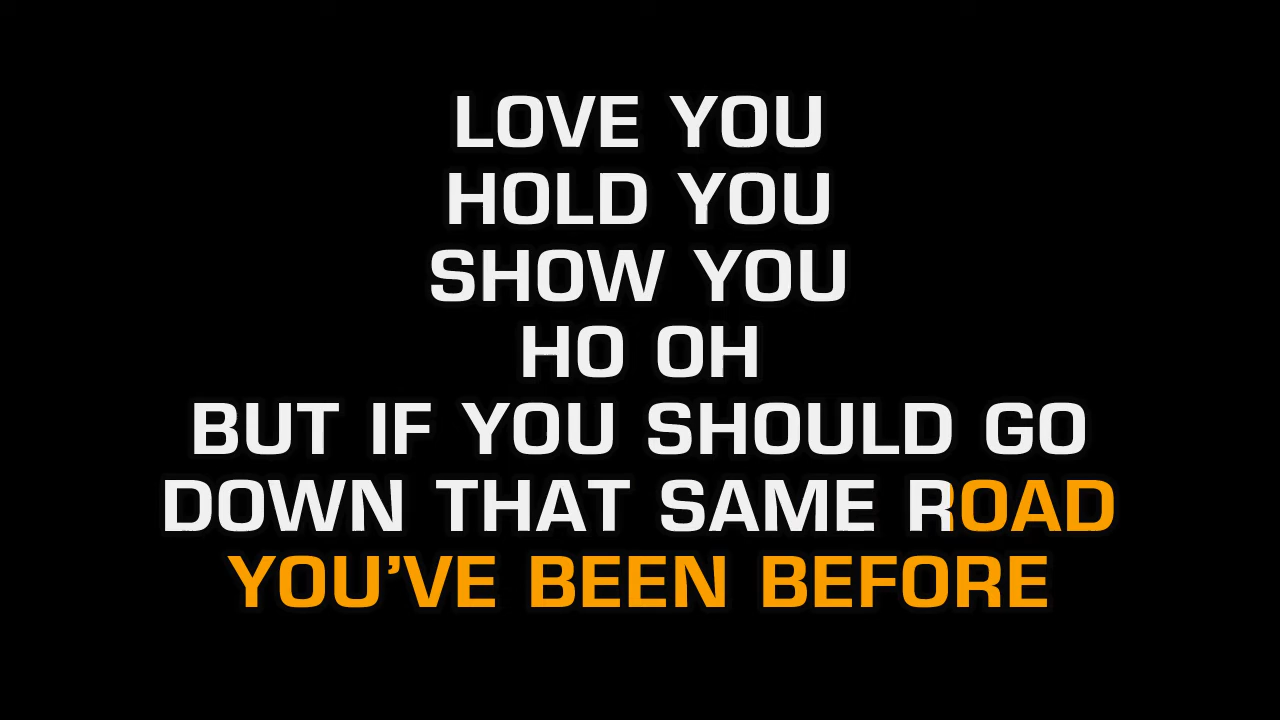 LOVE YOU
HOLD YOU
SHOW YOU
HO OH
BUT IF YOU SHOULD GO
DOWN THAT SAME ROAD
YOU'VE BEEN BEFORE